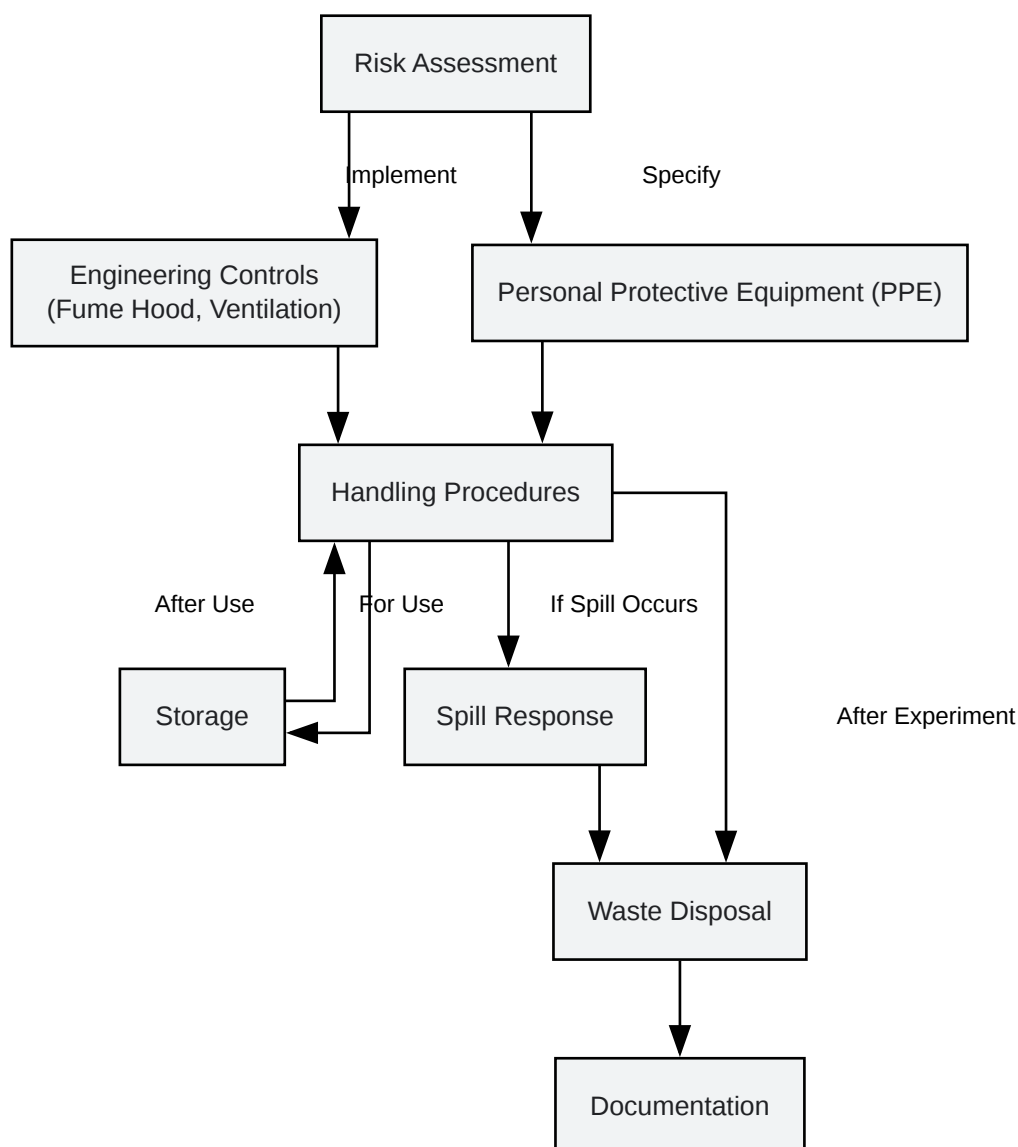 Risk Assessment
Implement
Specify
Engineering Controls
(Fume Hood, Ventilation)
Personal Protective Equipment (PPE)
Handling Procedures
After Use
For Use
If Spill Occurs
Storage
Spill Response
After Experiment
Waste Disposal
Documentation